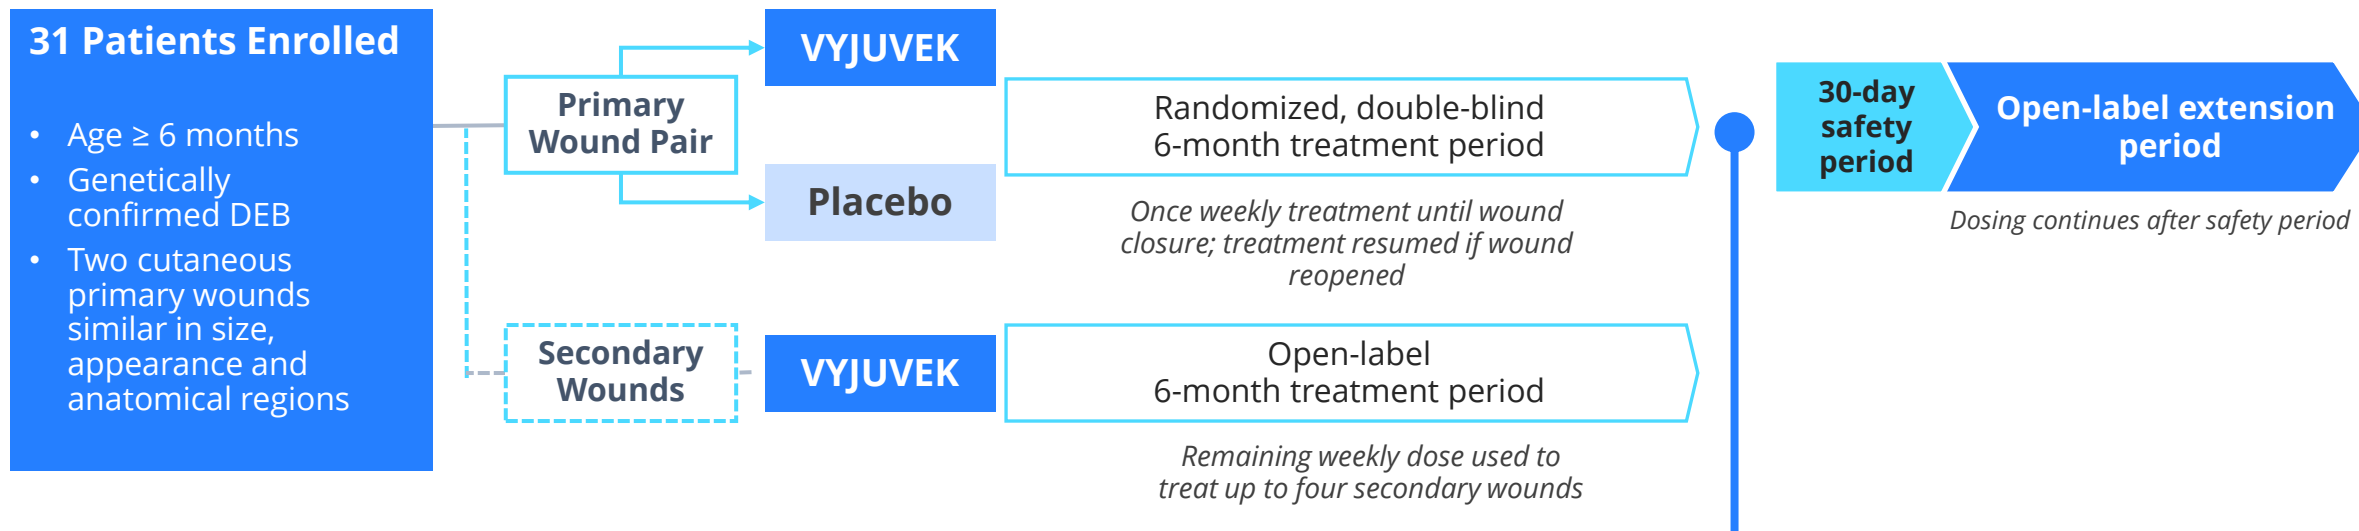 31 Patients Enrolled
• Age ≥ 6 months
• Genetically
confirmed DEB
• Two cutaneous
primary wounds
similar in size,
appearance and
anatomical regions
Primary
Wound Pair
VYJUVEK
Placebo
Randomized, double-blind
6-month treatment period
Once weekly treatment until wound
closure; treatment resumed if wound
reopened
Secondary
Wounds
VYJUVEK
Open-label
6-month treatment period
Remaining weekly dose used to
treat up to four secondary wounds
30-day
safety
period
Open-label extension
period
Dosing continues after safety period